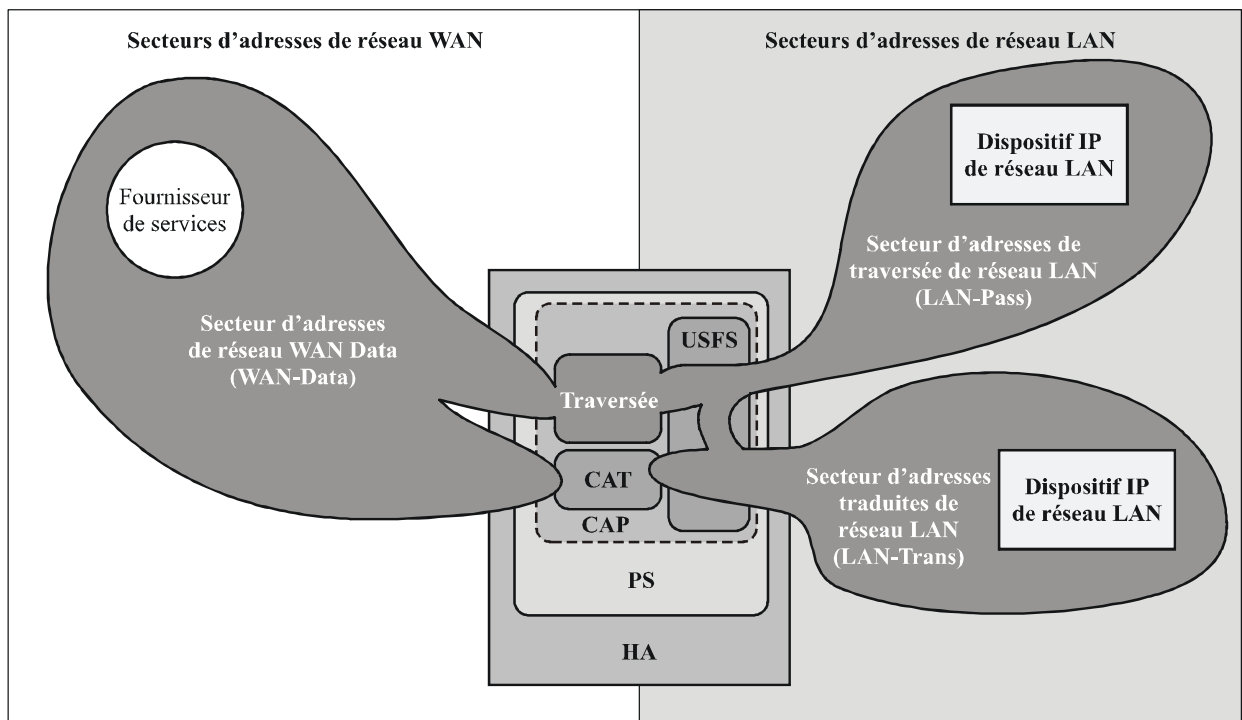 Secteurs d'adresses de réseau WAN
Secteurs d'adresses de réseau LAN
Fournisseur
de services
Secteur d'adresses
de réseau WAN Data
(WAN-Data)
Dispositif IP
de réseau LAN
Secteur d'adresses de
traversée de réseau LAN
(LAN-Pass)
USFS
Traversée
CAT
CAP
PS
HA
Secteur d'adresses
traduites de
réseau LAN
(LAN-Trans)
Dispositif IP
de réseau LAN